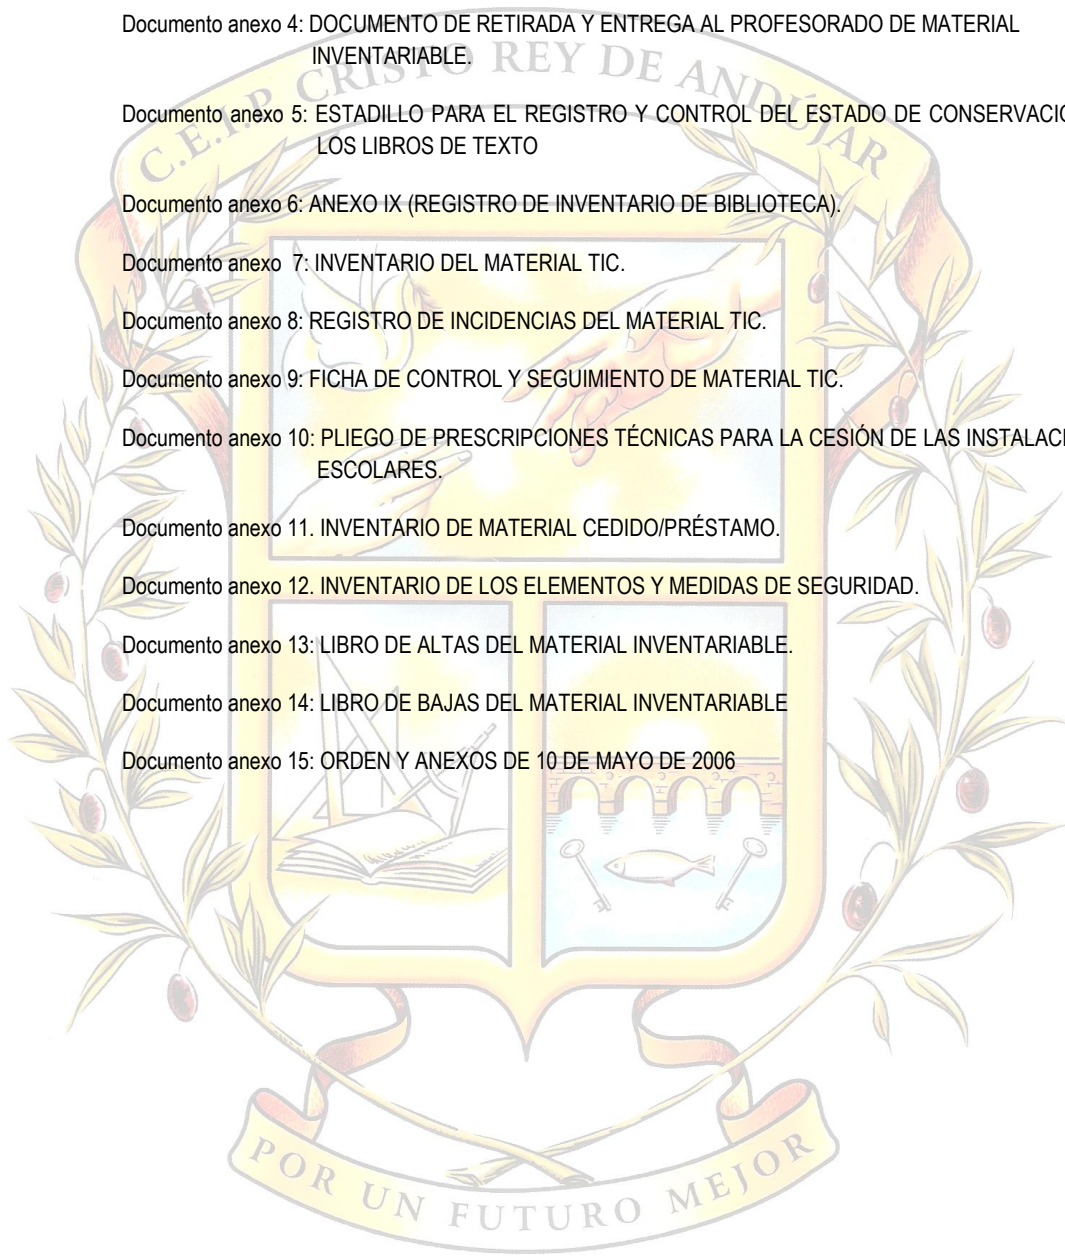 Documento anexo 4: DOCUMENTO DE RETIRADA Y ENTREGA AL PROFESORADO DE MATERIAL
INVENTARIABLE.
C.E.I.P. CRISTO REY DE ANDÚJAR
Documento anexo 5: ESTADILLO PARA EL REGISTRO Y CONTROL DEL ESTADO DE
LOS LIBROS DE TEXTO
Documento anexo 6: ANEXO IX (REGISTRO DE INVENTARIO DE BIBLIOTECA).
Documento anexo 7: INVENTARIO DEL MATERIAL TIC.
Documento anexo 8: REGISTRO DE INCIDENCIAS DEL MATERIAL TIC.
Documento anexo 9: FICHA DE CONTROL Y SEGUIMIENTO DE MATERIAL TIC.
Documento anexo 10: PLIEGO DE PRESCRIPCIONES TÉCNICAS PARA LA CESIÓN DE LAS
ESCOLARES.
Documento anexo 11. INVENTARIO DE MATERIAL CEDIDO/PRÉSTAMO.
Documento anexo 12. INVENTARIO DE LOS ELEMENTOS Y MEDIDAS DE SEGURIDAD.
Documento anexo 13: LIBRO DE ALTAS DEL MATERIAL INVENTARIABLE.
Documento anexo 14: LIBRO DE BAJAS DEL MATERIAL INVENTARIABLE
Documento anexo 15: ORDEN Y ANEXOS DE 10 DE MAYO DE 2006
POR UN FUTURO MEJOR